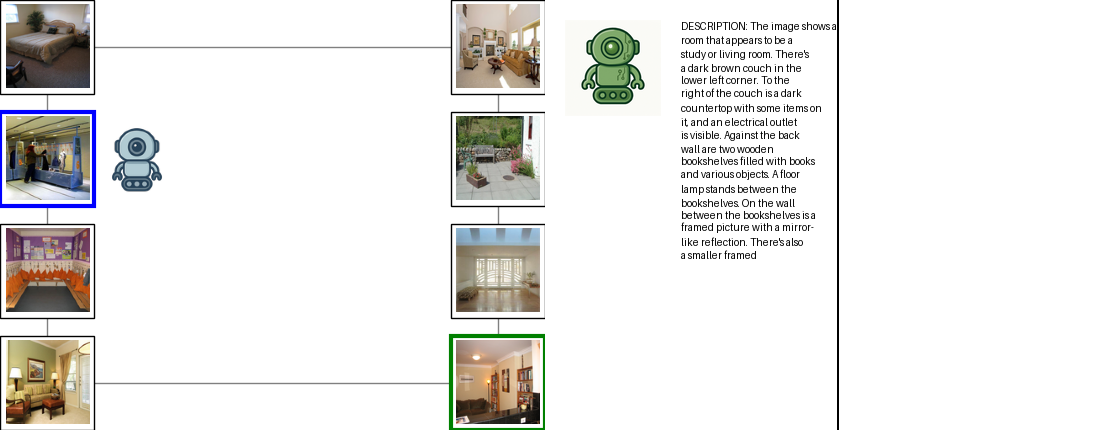 DESCRIPTION: The image shows a
room that appears to be a
study or living room. There's
a dark brown couch in the
lower left corner. To the
right of the couch is a dark
countertop with some items on
it, and an electrical outlet
is visible. Against the back
wall are two wooden
bookshelves filled with books
and various objects. A floor
lamp stands between the
bookshelves. On the wall
between the bookshelves is a
framed picture with a mirror-
like reflection. There's also
a smaller framed